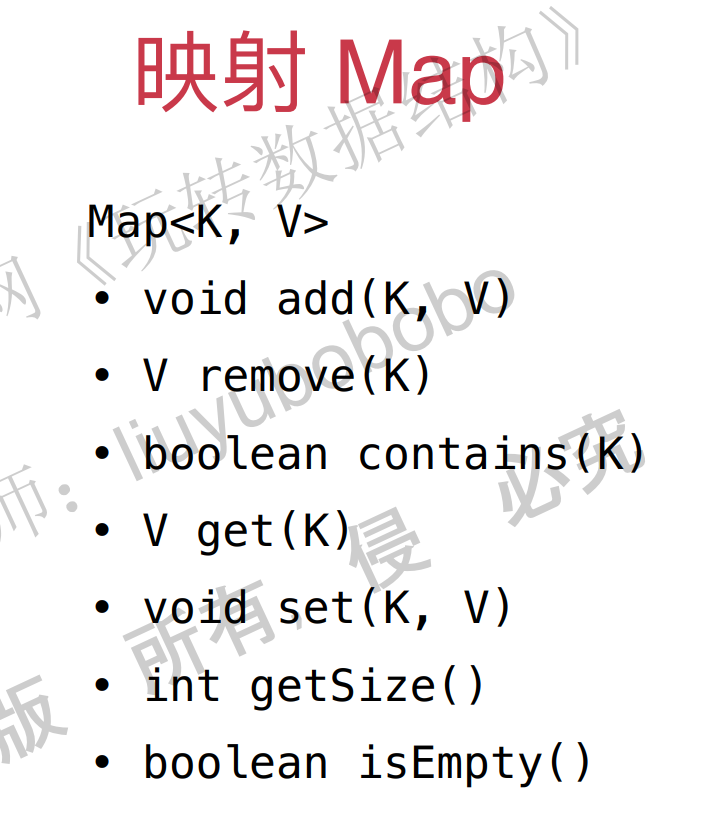 映射 Map
网《玩转数据结构》
Map<K, V>
• void add(K, V)
师：liuyubobobo
• V remove(K)
• boolean contains(K)
• V get(K)
版 所有，侵 必究
• void set(K, V)
• int getSize()
• boolean isEmpty()